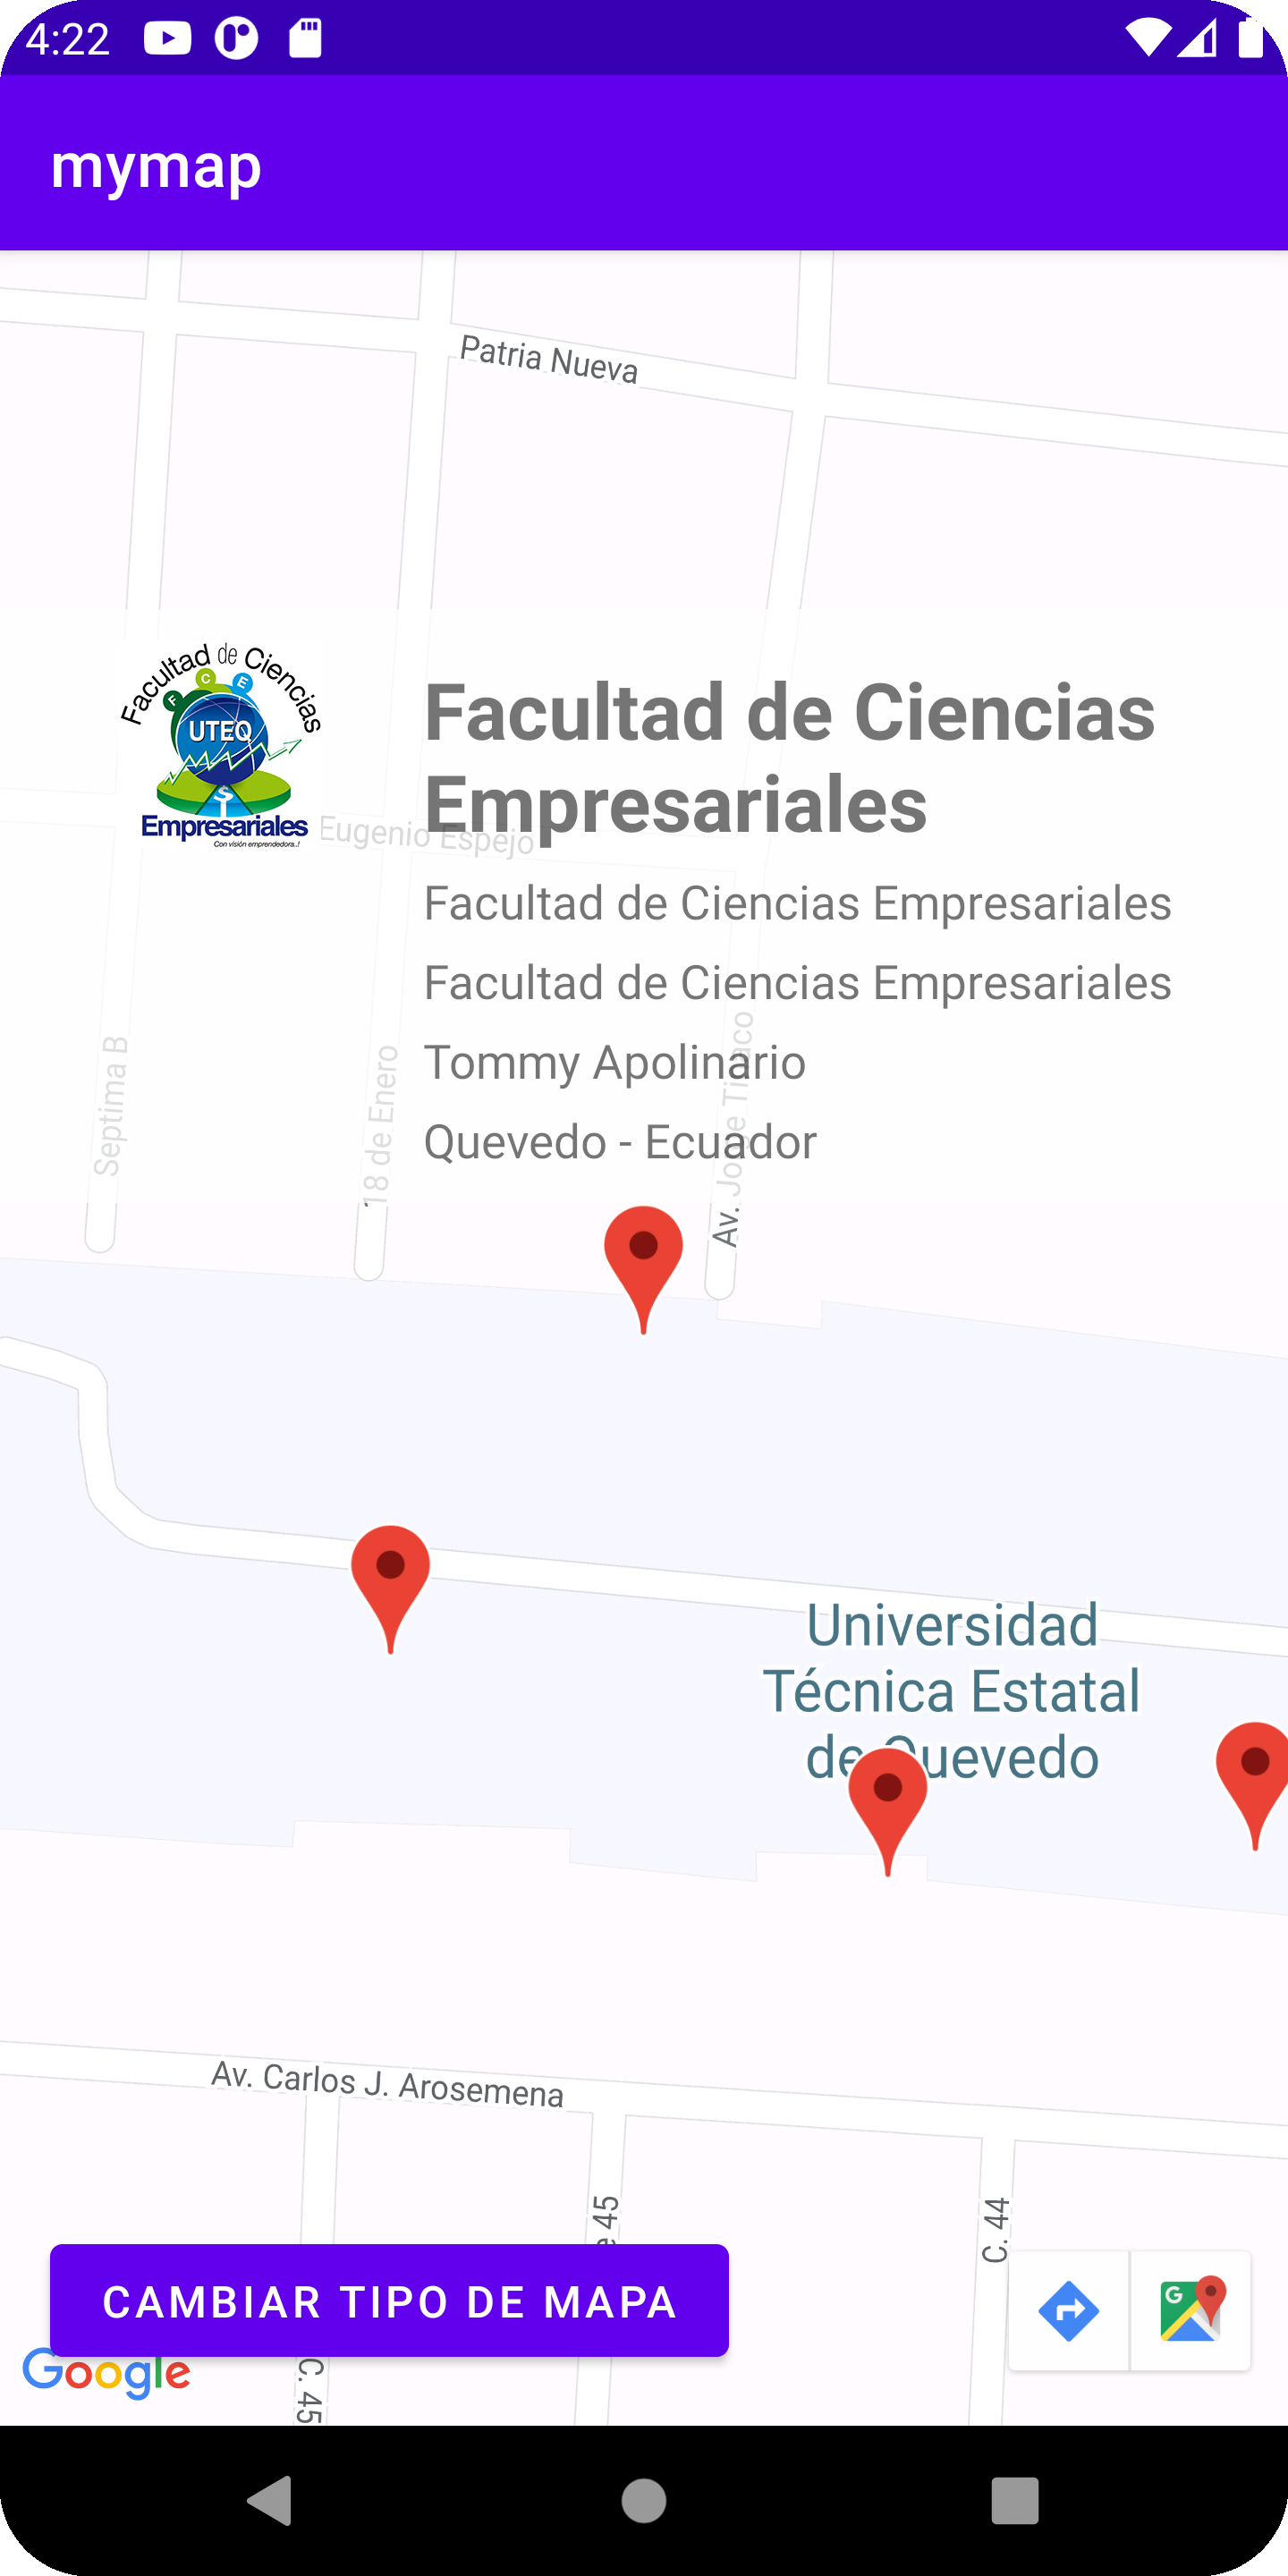 4:22
mymap
Patria Nueva
Facultad de Ciencias
F C E
UTEQ
$
Empresariales
Con visión emprendedora..!
Facultad de Ciencias
Empresariales
Eugenio Espejo
Facultad de Ciencias Empresariales
Facultad de Ciencias Empresariales
Tommy Apolinario
Quevedo - Ecuador
Septima B
18 de Enero
Av. Jorge
Universidad
Técnica Estatal
de Quevedo
Av. Carlos J. Arosemena
45
C. 44
CAMBIAR TIPO DE MAPA
G
Google
C. 45